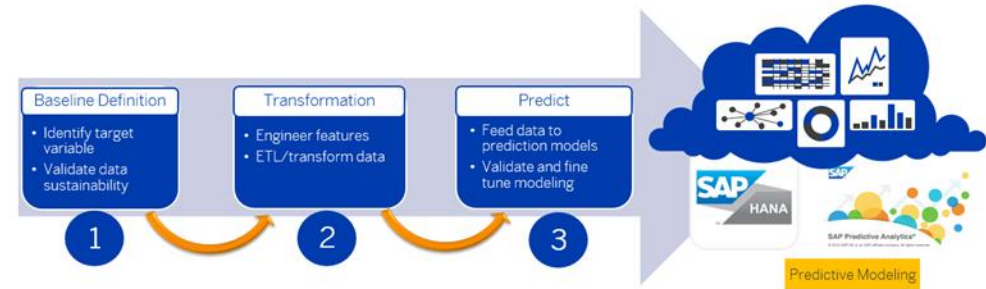 Baseline Definition
• Identify target
variable
• Validate data
sustainability
1
Transformation
• Engineer features
• ETL/transform data
2
Predict
• Feed data to
prediction models
• Validate and fine
tune modeling
3
SAP
HANA
SAP
SAP Predictive Analytics®
Predictive Modeling